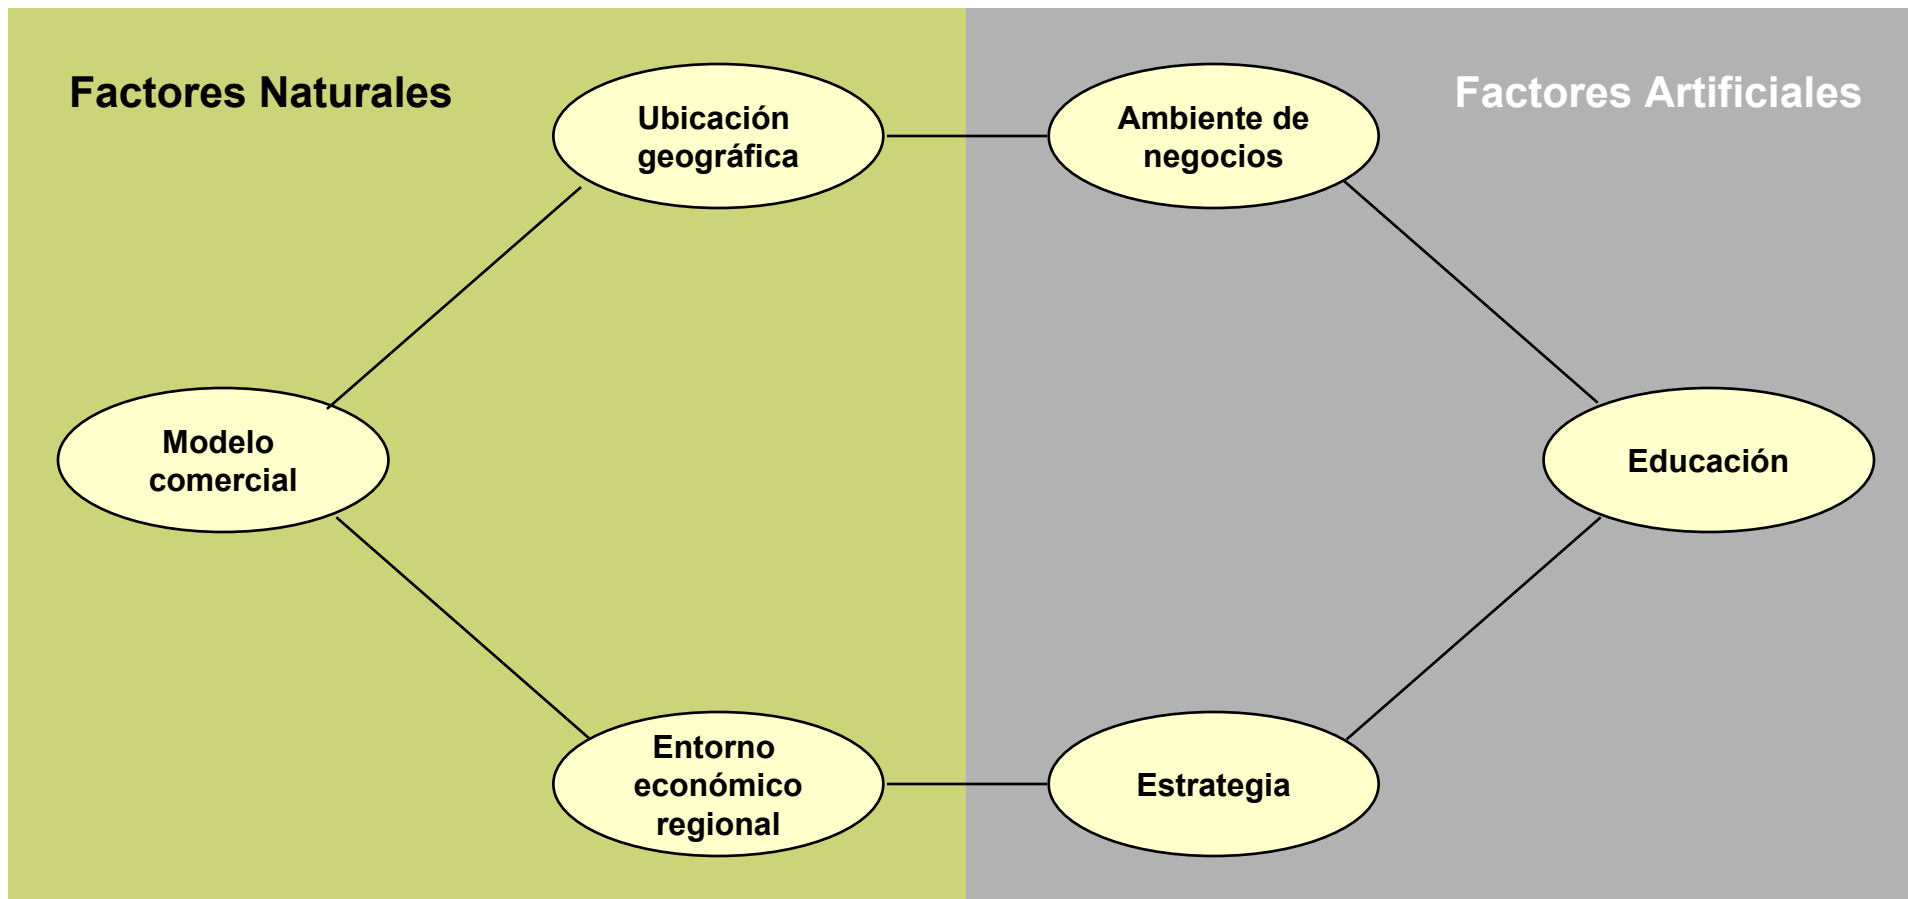 Factores Naturales
Factores Artificiales
Ubicación
geográfica
Ambiente de
negocios
Modelo
comercial
Educación
Entorno
económico
regional
Estrategia